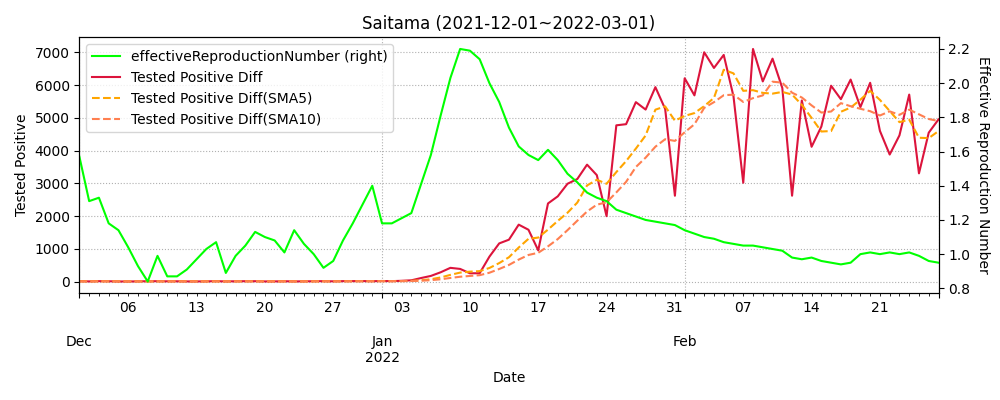 Saitama (2021-12-01~2022-03-01)
effectiveReproductionNumber (right)
Tested Positive Diff
Tested Positive Diff(SMA5)
Tested Positive Diff(SMA10)
Tested Positive
7000
6000
5000
4000
3000
2000
1000
0
2.2
2.0
1.8
1.6
1.4
1.2
1.0
0.8
Effective Reproduction Number
06 13 20 27 03 10 17 24 31 07 14 21
Dec Jan Feb
2022
Date